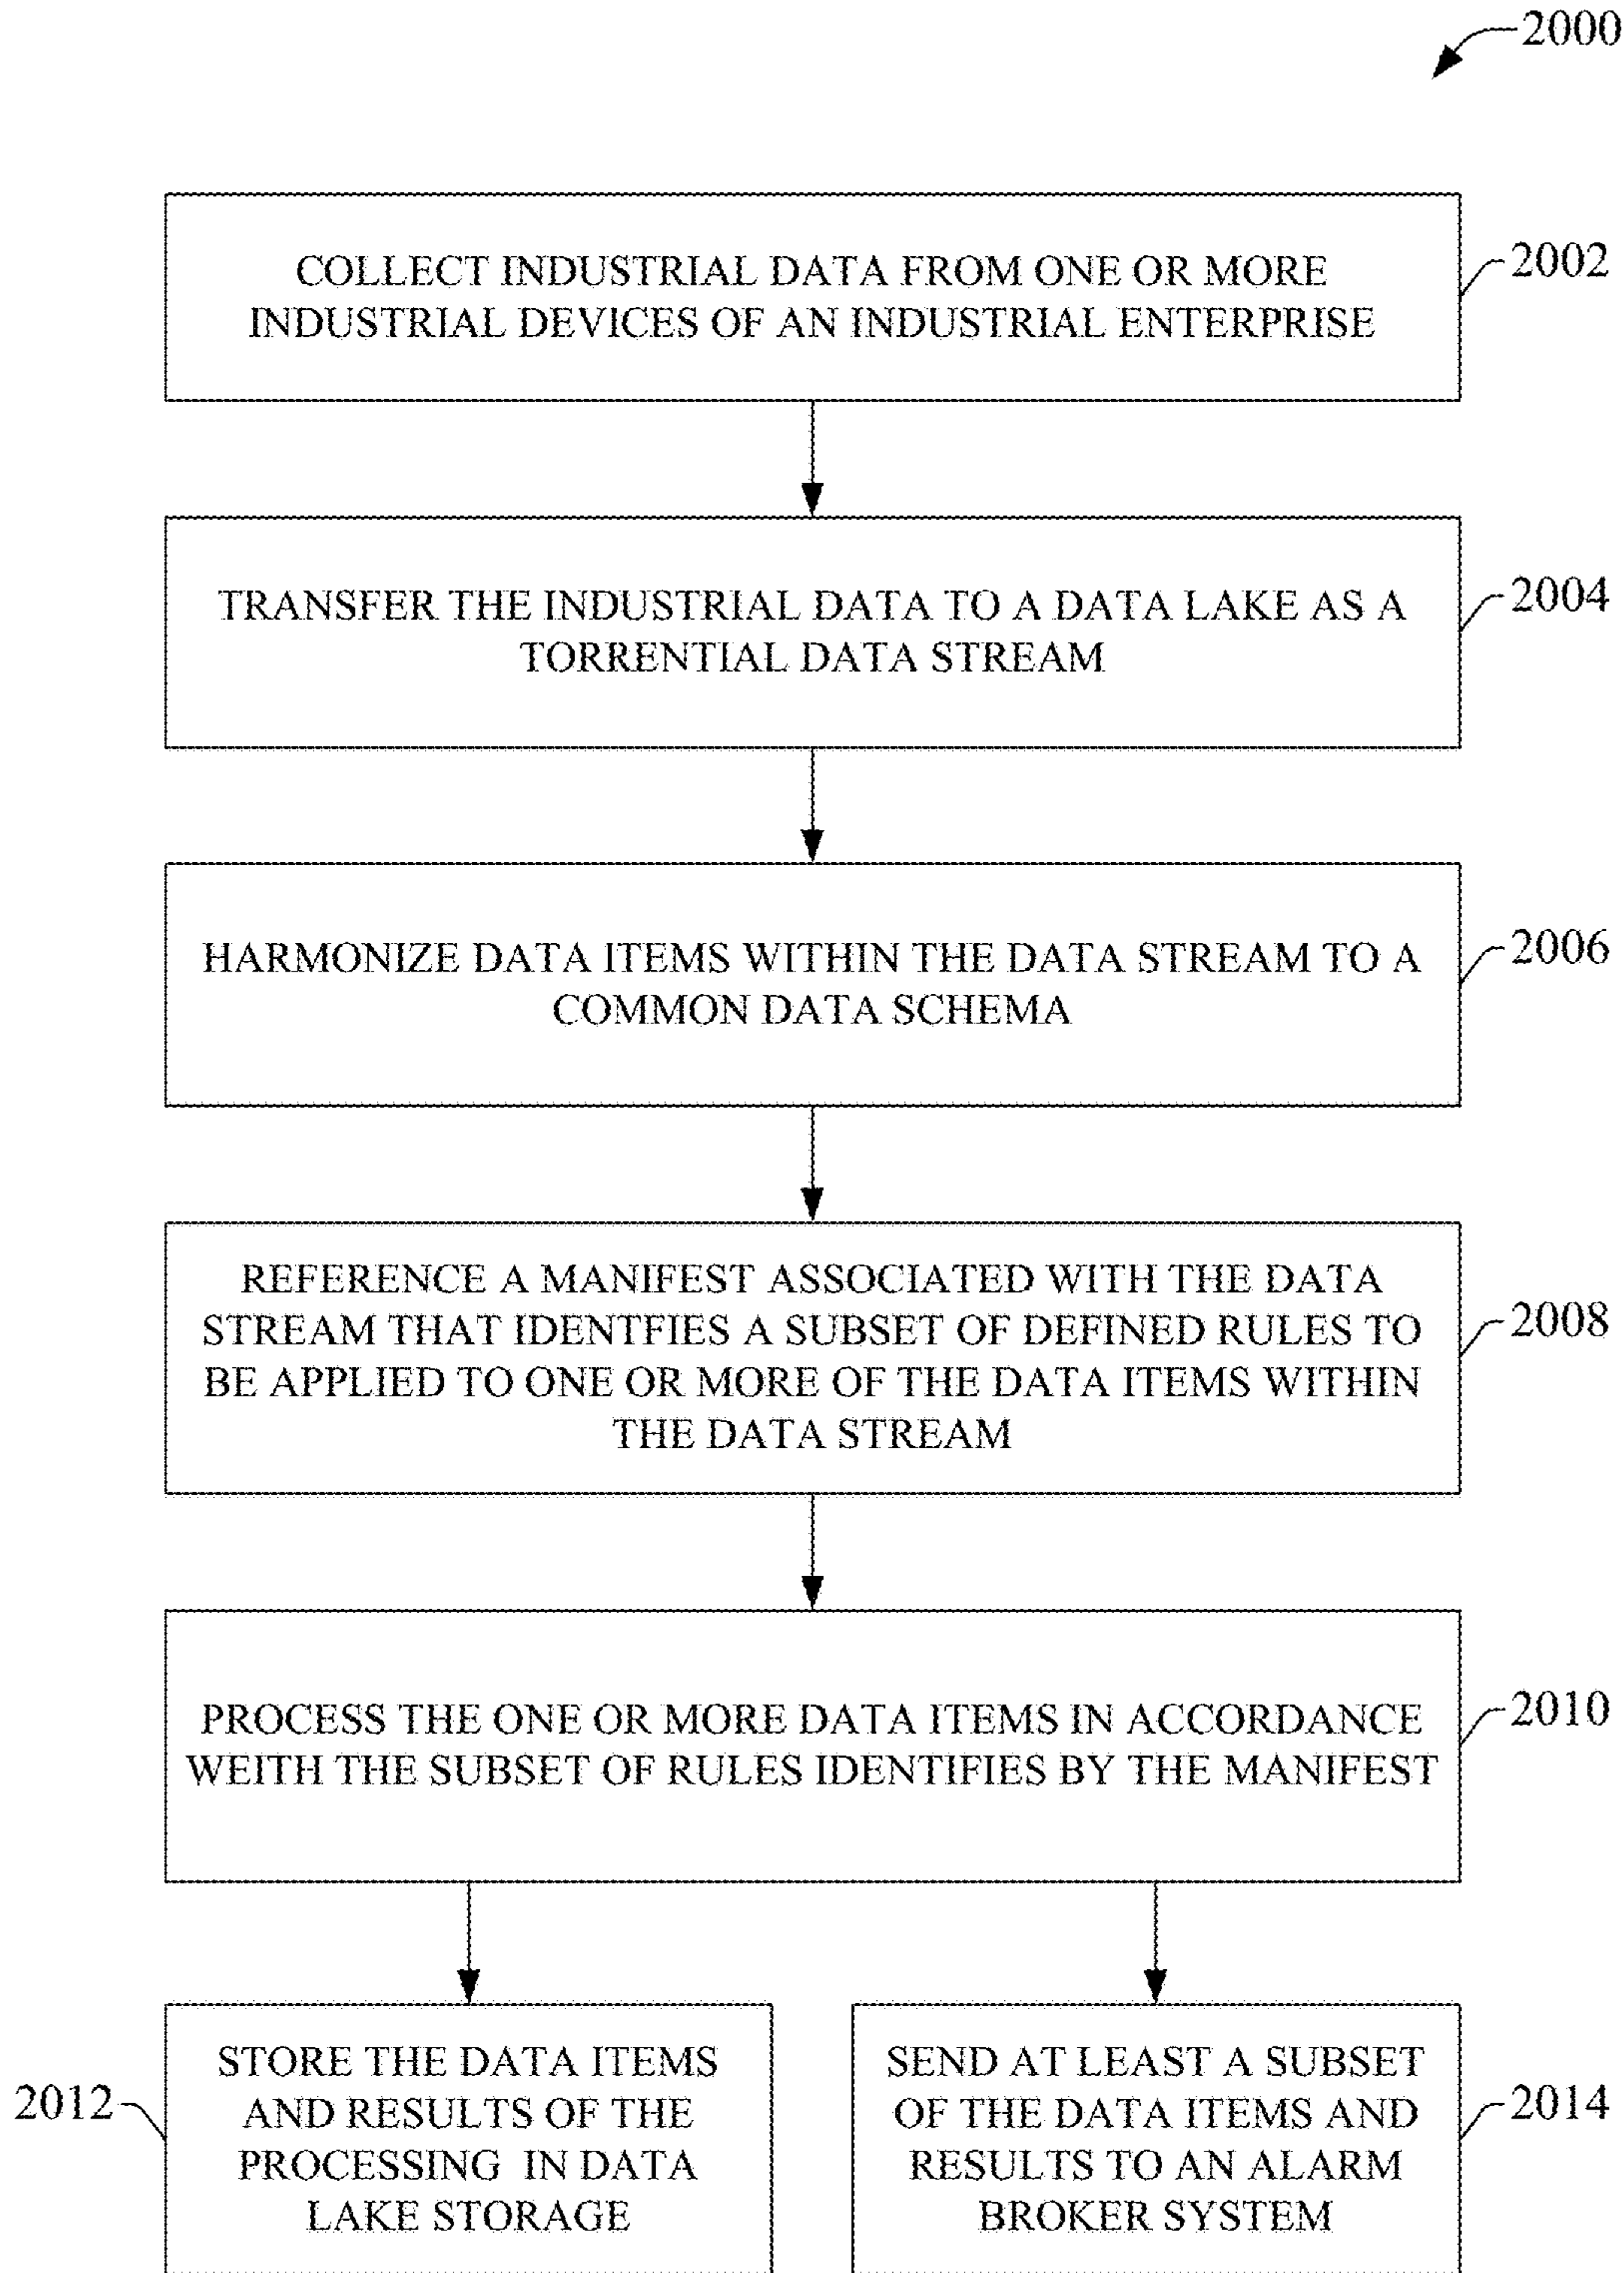 2000
COLLECT INDUSTRIAL DATA FROM ONE OR MORE
INDUSTRIAL DEVICES OF AN INDUSTRIAL ENTERPRISE
2002
TRANSFER THE INDUSTRIAL DATA TO A DATA LAKE AS A
TORRENTIAL DATA STREAM
2004
HARMONIZE DATA ITEMS WITHIN THE DATA STREAM TO A
COMMON DATA SCHEMA
2006
REFERENCE A MANIFEST ASSOCIATED WITH THE DATA
STREAM THAT IDENTFIES A SUBSET OF DEFINED RULES TO
BE APPLIED TO ONE OR MORE OF THE DATA ITEMS WITHIN
THE DATA STREAM
2008
PROCESS THE ONE OR MORE DATA ITEMS IN ACCORDANCE
WEITH THE SUBSET OF RULES IDENTIFIES BY THE MANIFEST
2010
2012
STORE THE DATA ITEMS
AND RESULTS OF THE
PROCESSING IN DATA
LAKE STORAGE
SEND AT LEAST A SUBSET
OF THE DATA ITEMS AND
RESULTS TO AN ALARM
BROKER SYSTEM
2014